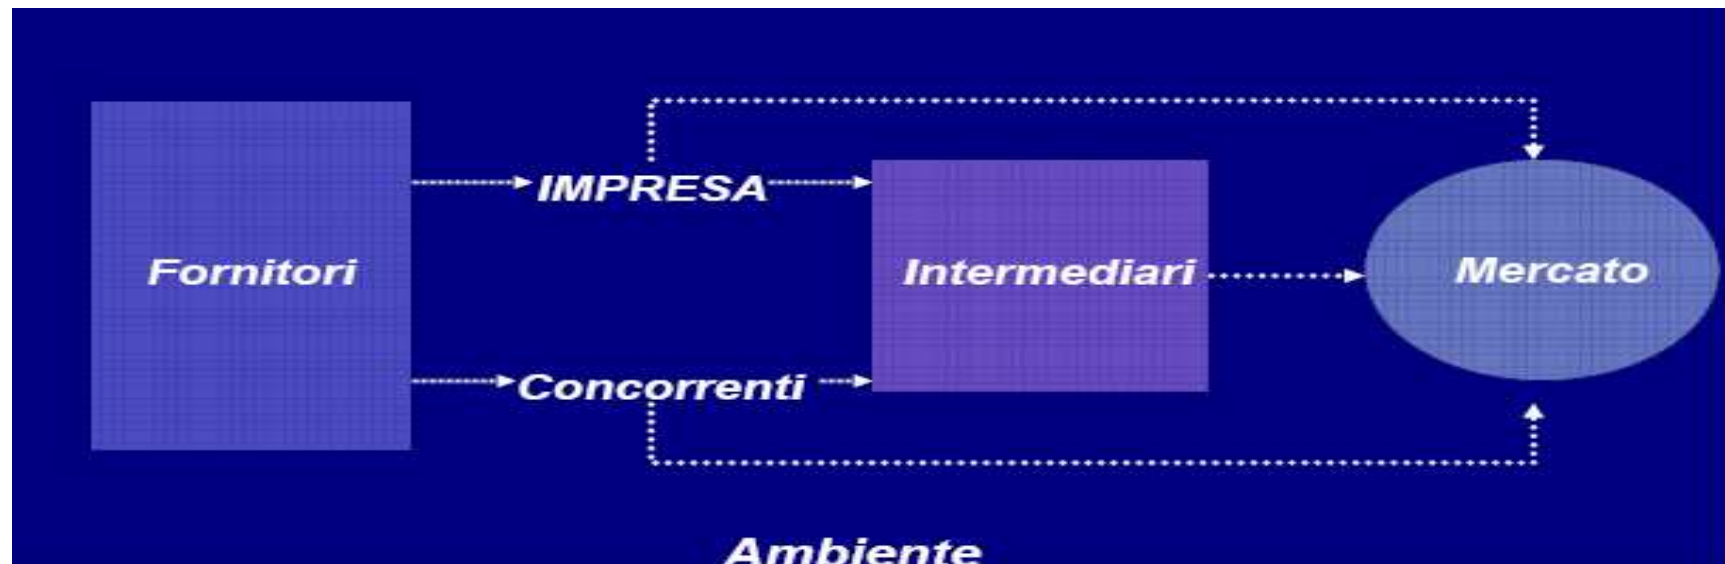 IMPRESA
Fornitori
Intermediari
Mercato
Concorrenti
Ambiente